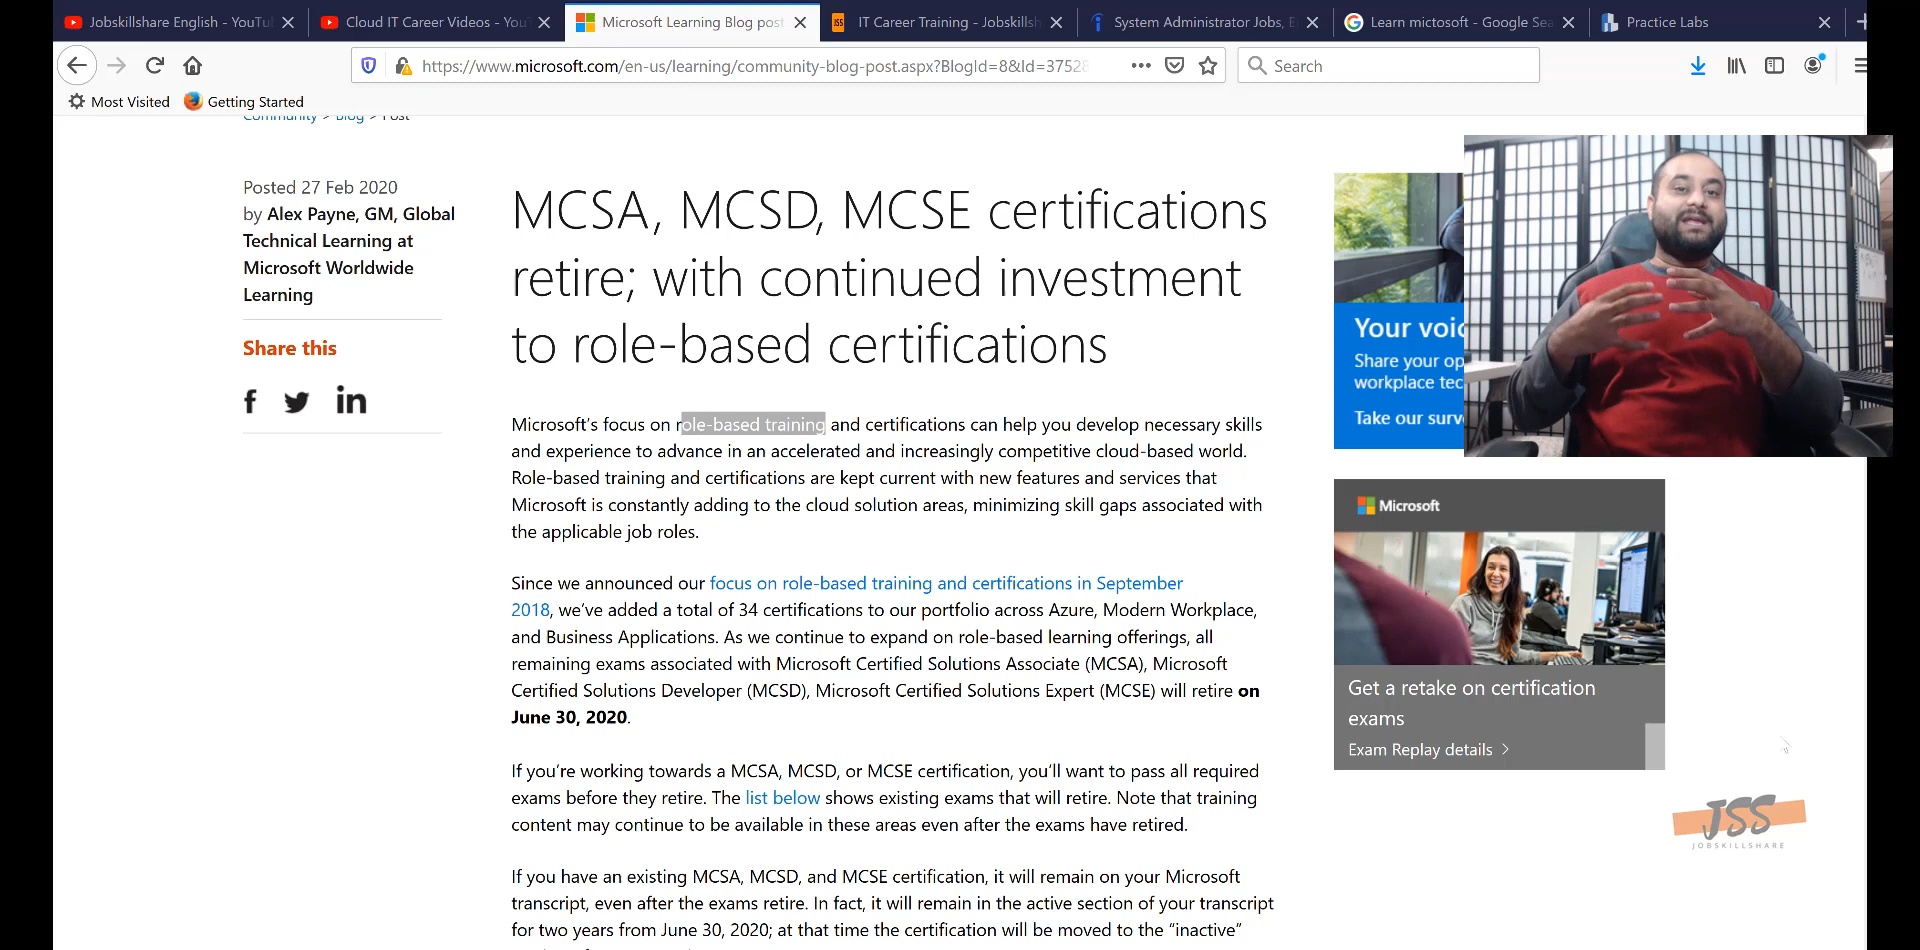 Jobskillshare English - YouTu
Cloud IT Career Videos - You
Microsoft Learning Blog post
IT Career Training - Jobskillsh
System Administrator Jobs, E
Learn mictosoft - Google Sea
Practice Labs
https://www.microsoft.com/en-us/learning/community-blog-post.aspx?BlogId=8&Id=37528
Search
Most Visited
Getting Started
Community > Blog > Post
Posted 27 Feb 2020
by Alex Payne, GM, Global
Technical Learning at
Microsoft Worldwide
Learning
Share this
MCSA, MCSD, MCSE certifications
retire; with continued investment
to role-based certifications
Microsoft's focus on role-based training and certifications can help you develop necessary skills
and experience to advance in an accelerated and increasingly competitive cloud-based world.
Role-based training and certifications are kept current with new features and services that
Microsoft is constantly adding to the cloud solution areas, minimizing skill gaps associated with
the applicable job roles.
Since we announced our focus on role-based training and certifications in September
2018, we've added a total of 34 certifications to our portfolio across Azure, Modern Workplace,
and Business Applications. As we continue to expand on role-based learning offerings, all
remaining exams associated with Microsoft Certified Solutions Associate (MCSA), Microsoft
Certified Solutions Developer (MCSD), Microsoft Certified Solutions Expert (MCSE) will retire on
June 30, 2020.
If you're working towards a MCSA, MCSD, or MCSE certification, you'll want to pass all required
exams before they retire. The list below shows existing exams that will retire. Note that training
content may continue to be available in these areas even after the exams have retired.
If you have an existing MCSA, MCSD, and MCSE certification, it will remain on your Microsoft
transcript, even after the exams retire. In fact, it will remain in the active section of your transcript
for two years from June 30, 2020; at that time the certification will be moved to the "inactive"
Your voic
Share your op
workplace tec
Take our surv
Microsoft
Get a retake on certification
exams
Exam Replay details >
JSS
JOBSKILLSHARE